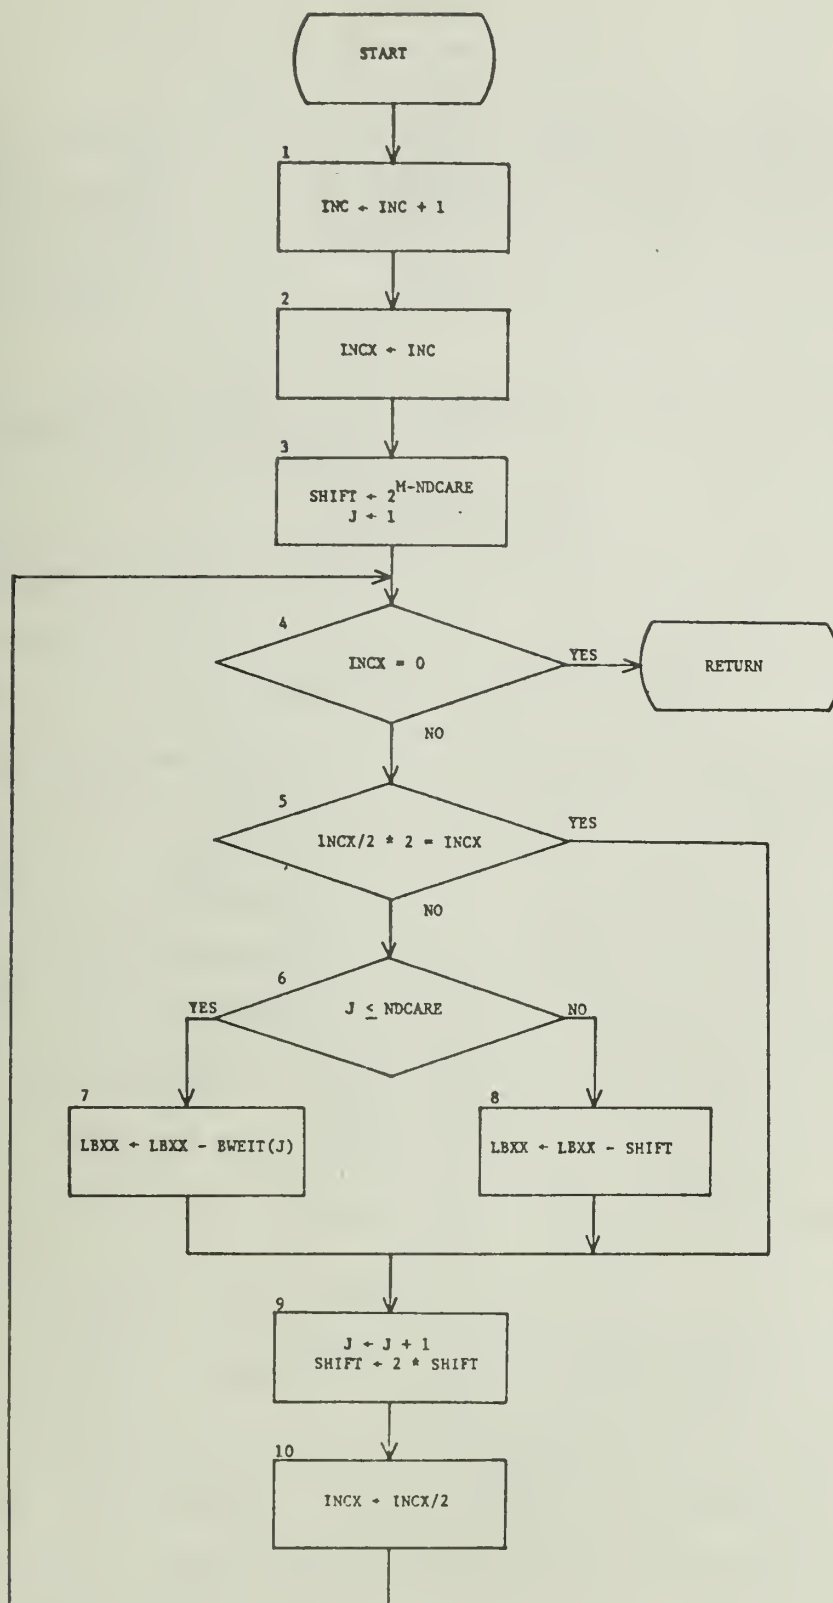 START
1
INC ← INC + 1
2
INCX ← INC
3
SHIFT ← 2^M-NDCARE
J ← 1
4
INCX = 0
YES
RETURN
NO
5
INCX/2 * 2 = INCX
YES
NO
6
YES
J ≤ NDCARE
NO
7
LBXX ← LBXX - BWEIT(J)
8
LBXX ← LBXX - SHIFT
9
J ← J + 1
SHIFT ← 2 * SHIFT
10
INCX ← INCX/2